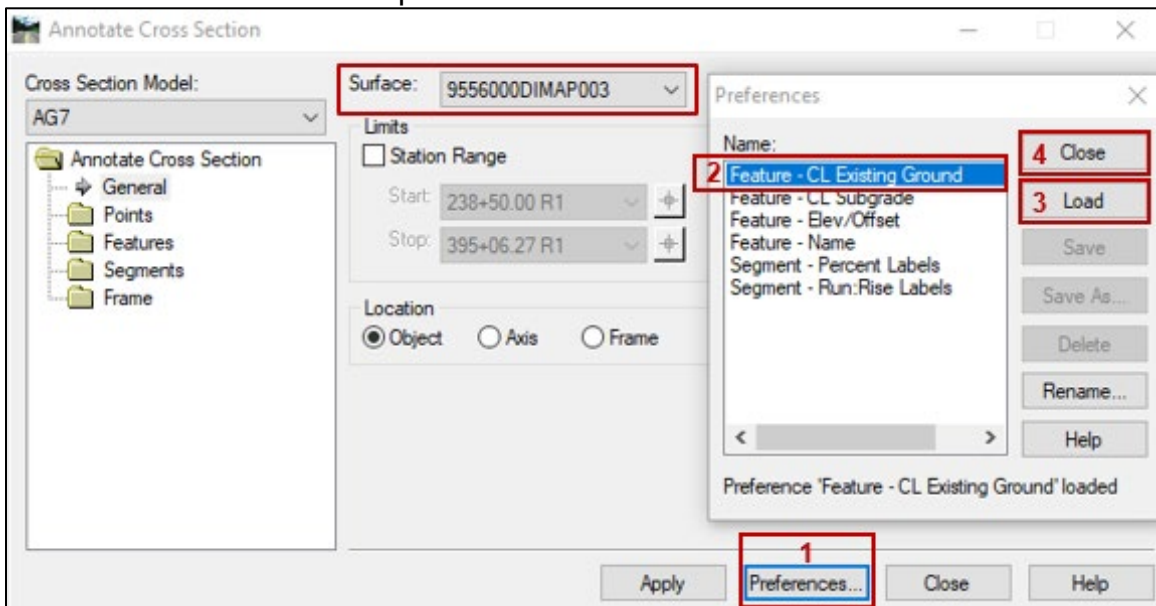 Annotate Cross Section
Cross Section Model:
AG7
Annotate Cross Section
General
Points
Features
Segments
Frame
Surface: 9556000DIMAP003
Limits
Station Range
Start: 238+50.00 R1
Stop: 395+06.27 R1
Location
Object Axis Frame
Preferences
Name:
2 Feature - CL Existing Ground
Feature - CL Subgrade
Feature - Elev/Offset
Feature - Name
Segment - Percent Labels
Segment - Run:Rise Labels
4 Close
3 Load
Save
Save As...
Delete
Rename...
Help
Preference 'Feature - CL Existing Ground' loaded
1
Apply Preferences... Close Help